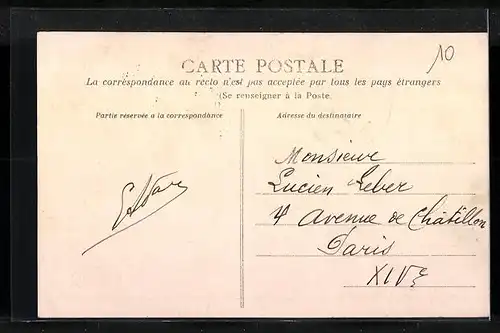 10
CARTE POSTALE
La correspondance au recto n'est pas acceptée par tous les pays étrangers
(Se renseigner à la Poste.
Partie réservée a la correspondance
Adresse du destinataire
Monsieur
Lucien Leber
4 Avenue de Châtillon
Paris
XIVe